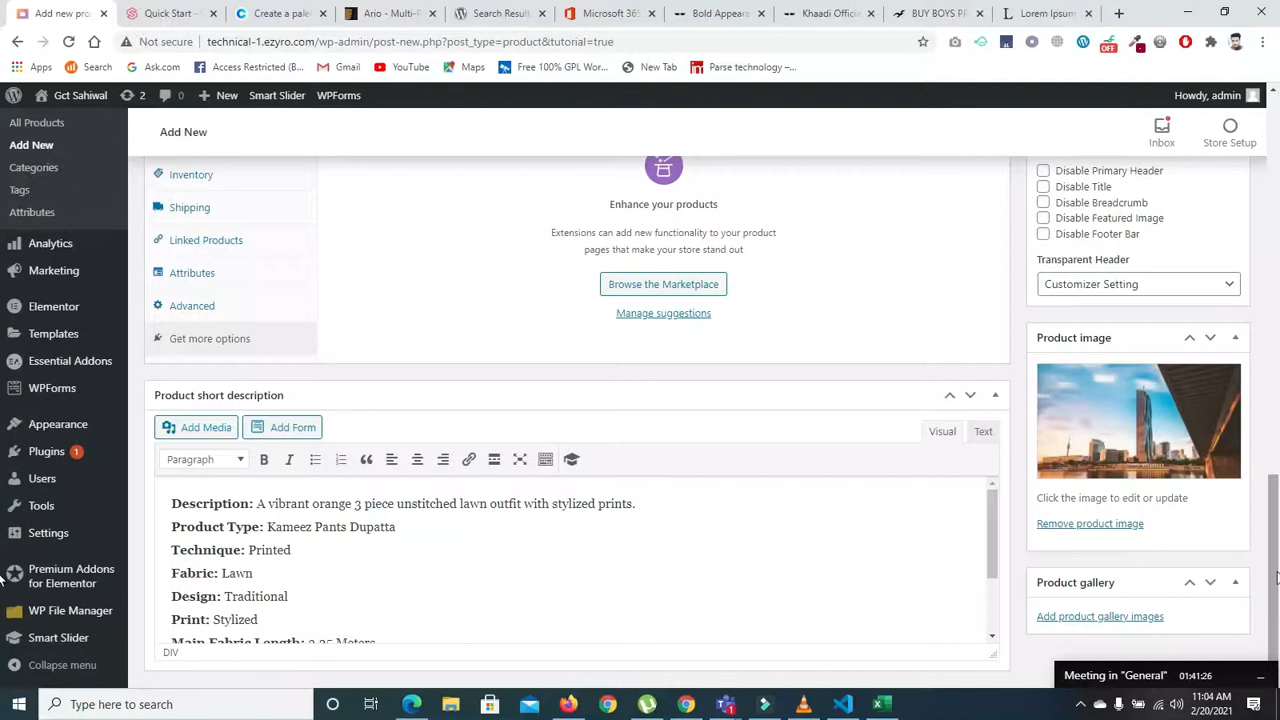 Add new pro
Quick Start -
Create a pale
Ario - Multi-P
Search Result
Microsoft 365
Bold Appeara
Khaadi Officia
BUY BOYS P
Lorem Ipsum
Not secure | technical-1.ezyro.com/wp-admin/post-new.php?post_type=product&tutorial=true
OFF
Apps
Search
Ask.com
Access Restricted (B...
Gmail
YouTube
Maps
Free 100% GPL Wo...
New Tab
Parse technology –...
Gct Sahiwal
2
0
New
Smart Slider
WPForms
Howdy, admin
All Products
Add New
Categories
Tags
Attributes
Analytics
Marketing
Elementor
Templates
Essential Addons
WPForms
Appearance
Plugins 1
Users
Tools
Settings
Premium Addons
for Elementor
WP File Manager
Smart Slider
Collapse menu
Add New
Inbox
Store Setup
Inventory
Shipping
Linked Products
Attributes
Advanced
Get more options
Enhance your products
Extensions can add new functionality to your product
pages that make your store stand out
Browse the Marketplace
Manage suggestions
Product short description
Add Media
Add Form
Visual
Text
Paragraph
Description: A vibrant orange 3 piece unstitched lawn outfit with stylized prints.
Product Type: Kameez Pants Dupatta
Technique: Printed
Fabric: Lawn
Design: Traditional
Print: Stylized
Main Fabric Length: 2.25 Meters
DIV
Disable Primary Header
Disable Title
Disable Breadcrumb
Disable Featured Image
Disable Footer Bar
Transparent Header
Customizer Setting
Product image
Click the image to edit or update
Remove product image
Product gallery
Add product gallery images
Meeting in "General"
01:41:26
Type here to search
11:04 AM
2/20/2021